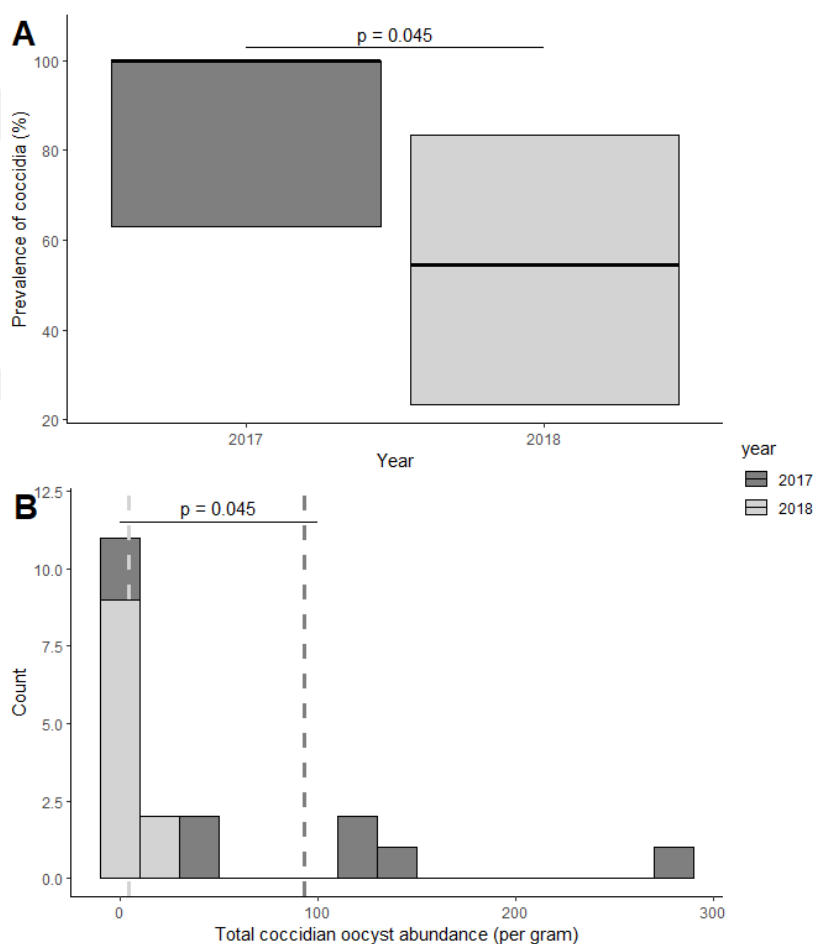 A
p = 0.045
100
80
60
40
20
Prevalence of coccidia (%)
2017
2018
Year
year
2017
2018
B
p = 0.045
12.5
10.0
7.5
5.0
2.5
0.0
Count
0
100
200
300
Total coccidian oocyst abundance (per gram)